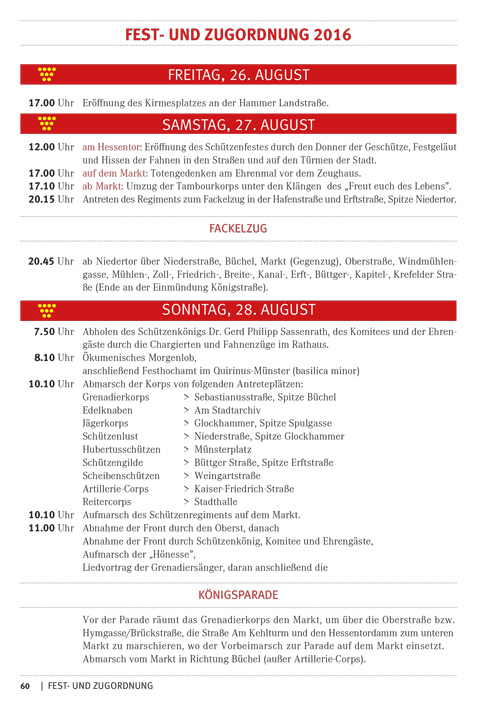 FEST- UND ZUGORDNUNG 2016
FREITAG, 26. AUGUST
17.00 Uhr Eröffnung des Kirmesplatzes an der Hammer Landstraße.
SAMSTAG, 27. AUGUST
12.00 Uhr am Hessentor: Eröffnung des Schützenfestes durch den Donner der Geschütze, Festgeläut
und Hissen der Fahnen in den Straßen und auf den Türmen der Stadt.
17.00 Uhr auf dem Markt: Totengedenken am Ehrenmal vor dem Zeughaus.
17.10 Uhr ab Markt: Umzug der Tambourkorps unter den Klängen des „Freut euch des Lebens".
20.15 Uhr Antreten des Regiments zum Fackelzug in der Hafenstraße und Erftstraße, Spitze Niedertor.
FACKELZUG
20.45 Uhr ab Niedertor über Niederstraße, Büchel, Markt (Gegenzug), Oberstraße, Windmühlen-
gasse, Mühlen-, Zoll-, Friedrich-, Breite-, Kanal-, Erft-, Büttger-, Kapitel-, Krefelder Stra-
ße (Ende an der Einmündung Königstraße).
SONNTAG, 28. AUGUST
7.50 Uhr Abholen des Schützenkönigs Dr. Gerd Philipp Sassenrath, des Komitees und der Ehren-
gäste durch die Chargierten und Fahnenzüge im Rathaus.
8.10 Uhr Ökumenisches Morgenlob,
anschließend Festhochamt im Quirinus-Münster (basilica minor)
10.10 Uhr Abmarsch der Korps von folgenden Antreteplätzen:
Grenadierkorps > Sebastianusstraße, Spitze Büchel
Edelknaben > Am Stadtarchiv
Jägerkorps > Glockhammer, Spitze Spulgasse
Schützenlust > Niederstraße, Spitze Glockhammer
Hubertusschützen > Münsterplatz
Schützengilde > Büttger Straße, Spitze Erftstraße
Scheibenschützen > Weingartstraße
Artillerie-Corps > Kaiser-Friedrich-Straße
Reitercorps > Stadthalle
10.10 Uhr Aufmarsch des Schützenregiments auf dem Markt.
11.00 Uhr Abnahme der Front durch den Oberst, danach
Abnahme der Front durch Schützenkönig, Komitee und Ehrengäste,
Aufmarsch der „Hönesse",
Liedvortrag der Grenadiersänger, daran anschließend die
KÖNIGSPARADE
Vor der Parade räumt das Grenadierkorps den Markt, um über die Oberstraße bzw.
Hymgasse/Brückstraße, die Straße Am Kehlturm und den Hessentordamm zum unteren
Markt zu marschieren, wo der Vorbeimarsch zur Parade auf dem Markt einsetzt.
Abmarsch vom Markt in Richtung Büchel (außer Artillerie-Corps).
60 | FEST- UND ZUGORDNUNG